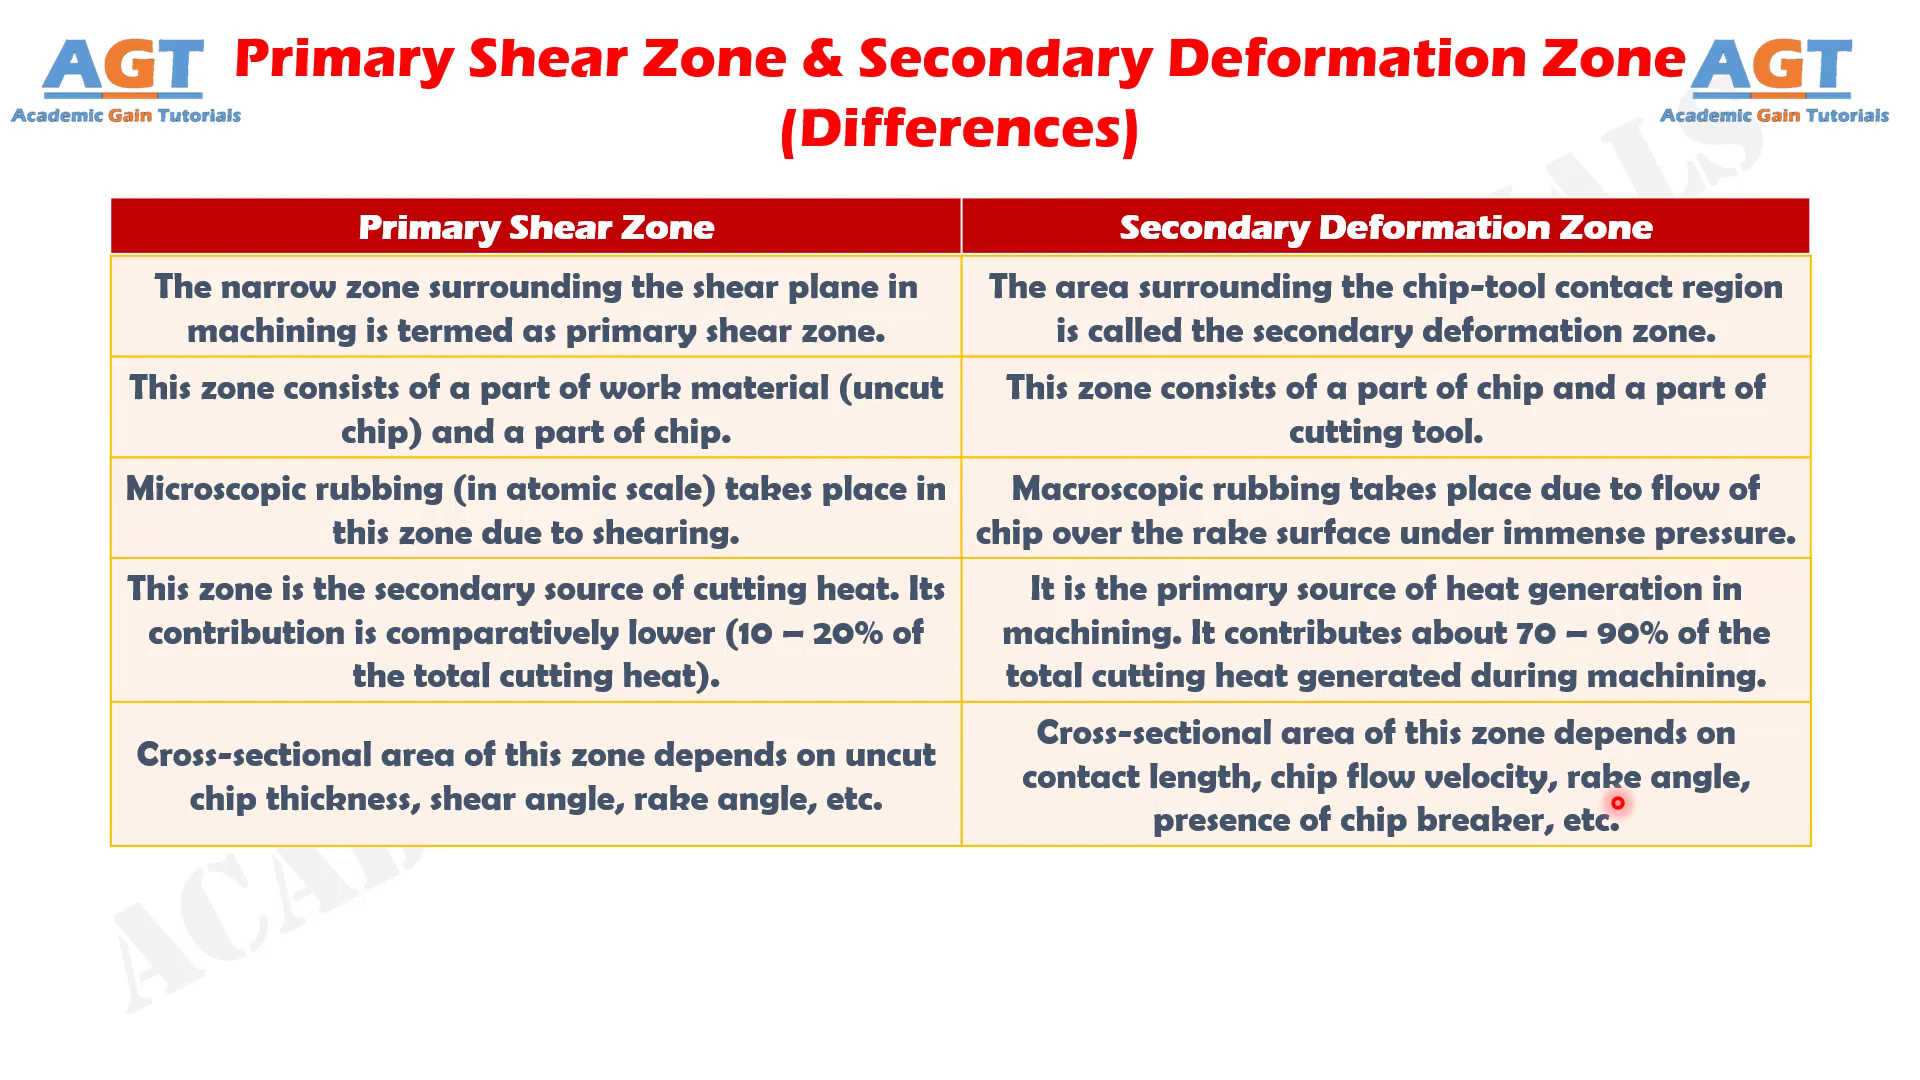 AGT
Academic Gain Tutorials
Primary Shear Zone & Secondary Deformation Zone
(Differences)
AGT
Academic Gain Tutorials
Primary Shear Zone
Secondary Deformation Zone
The narrow zone surrounding the shear plane in
machining is termed as primary shear zone.
The area surrounding the chip-tool contact region
is called the secondary deformation zone.
This zone consists of a part of work material (uncut
chip) and a part of chip.
This zone consists of a part of chip and a part of
cutting tool.
Microscopic rubbing (in atomic scale) takes place in
this zone due to shearing.
Macroscopic rubbing takes place due to flow of
chip over the rake surface under immense pressure.
This zone is the secondary source of cutting heat. Its
contribution is comparatively lower (10 – 20% of
the total cutting heat).
It is the primary source of heat generation in
machining. It contributes about 70 – 90% of the
total cutting heat generated during machining.
Cross-sectional area of this zone depends on uncut
chip thickness, shear angle, rake angle, etc.
Cross-sectional area of this zone depends on
contact length, chip flow velocity, rake angle,
presence of chip breaker, etc.